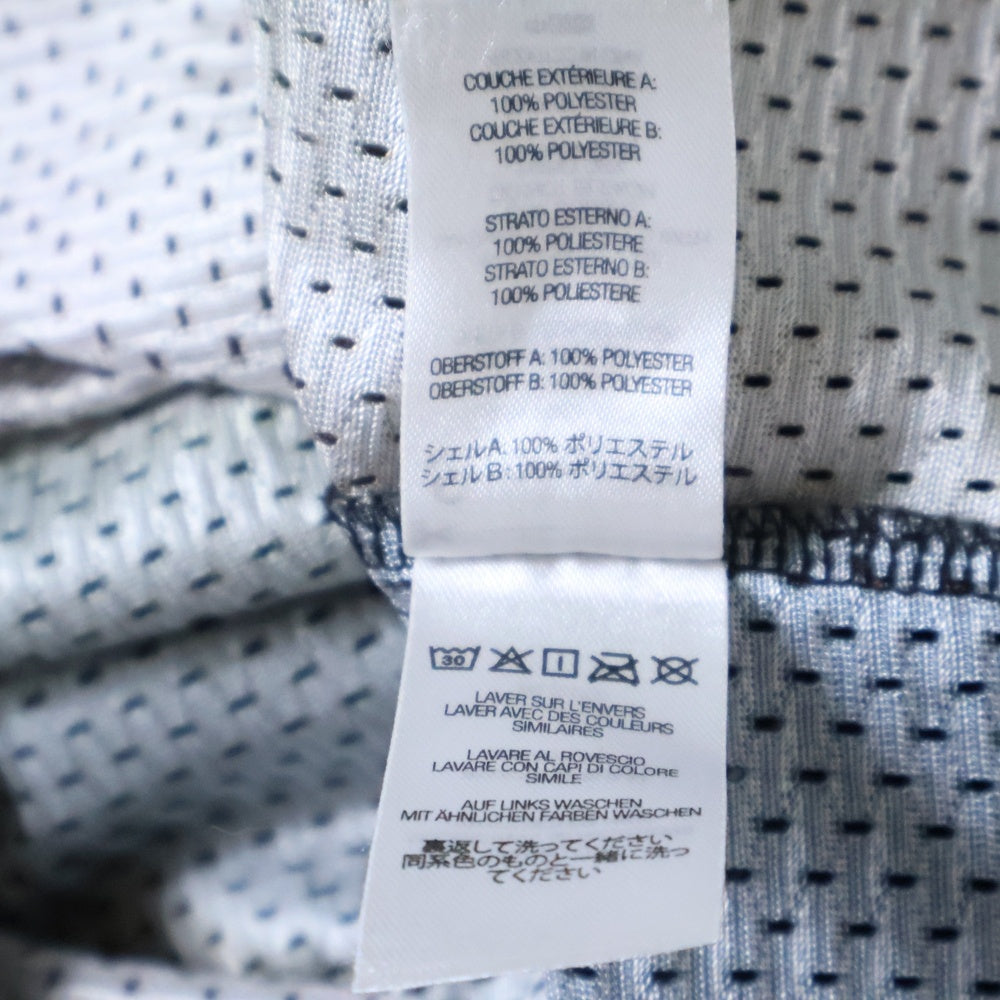 COUCHE EXTÉRIEURE A:
100% POLYESTER
COUCHE EXTÉRIEURE B:
100% POLYESTER
STRATO ESTERNO A:
100% POLIESTERE
STRATO ESTERNO B:
100% POLIESTERE
OBERSTOFF A: 100% POLYESTER
OBERSTOFF B: 100% POLYESTER
シェル A: 100% ポリエステル
シェル B: 100% ポリエステル
30
LAVER SUR L'ENVERS
LAVER AVEC DES COULEURS
SIMILAIRES
LAVARE AL ROVESCIO
LAVARE CON CAPI DI COLORE
SIMILE
AUF LINKS WASCHEN
MIT ÄHNLICHEN FARBEN WASCHEN
裏返して洗ってください
同系色のものと一緒に洗っ
てください